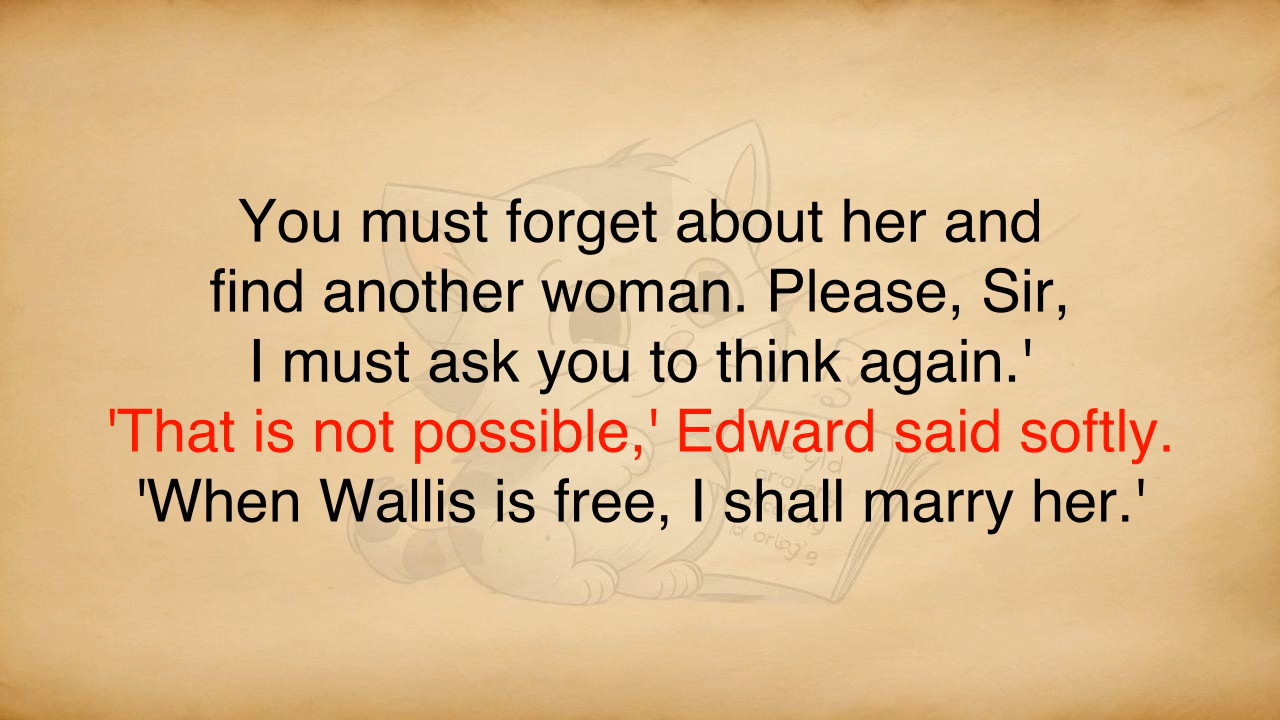 You must forget about her and
find another woman. Please, Sir,
I must ask you to think again.'
'That is not possible,' Edward said softly.
'When Wallis is free, I shall marry her.'